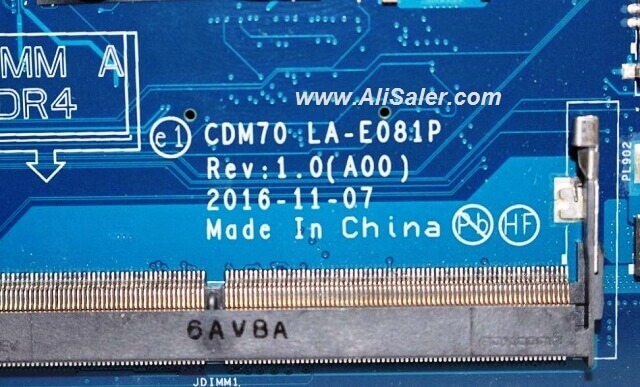 MM A
DR4
www.AliSaler.com
e1 CDM70 LA-E081P
Rev:1.0(A00)
2016-11-07
Made In China Pb HF
PL902
6AV8A
FOXCONN
JDIMM1